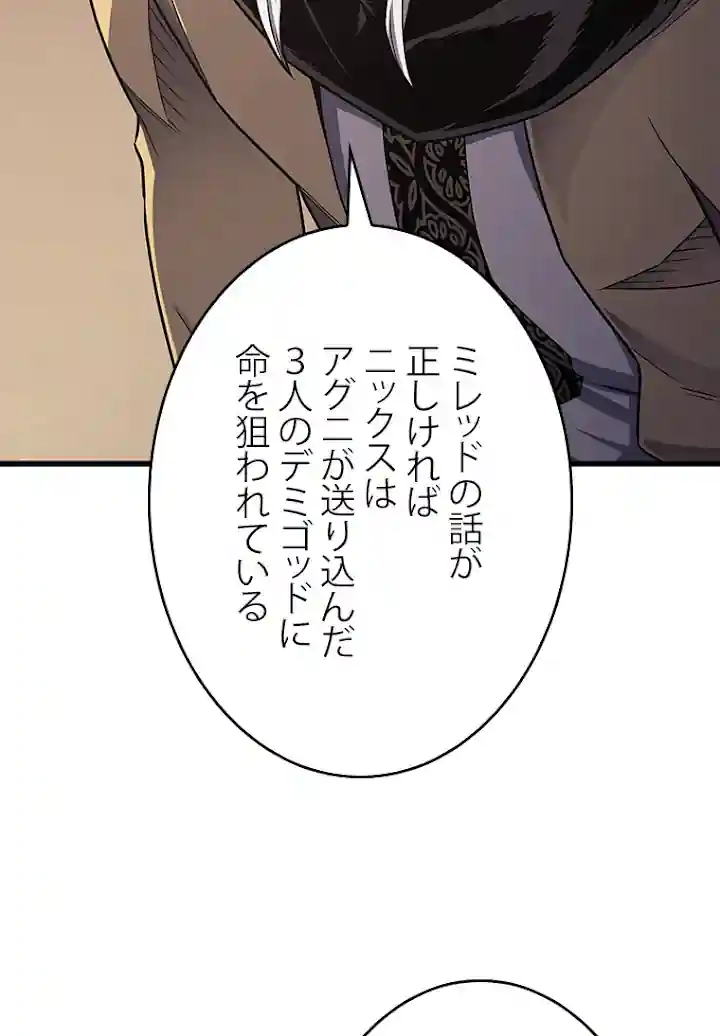 ミレッドの話が
正しければ
ニックスは
アグニが送り込んだ
3人のデミゴッドに
命を狙われている